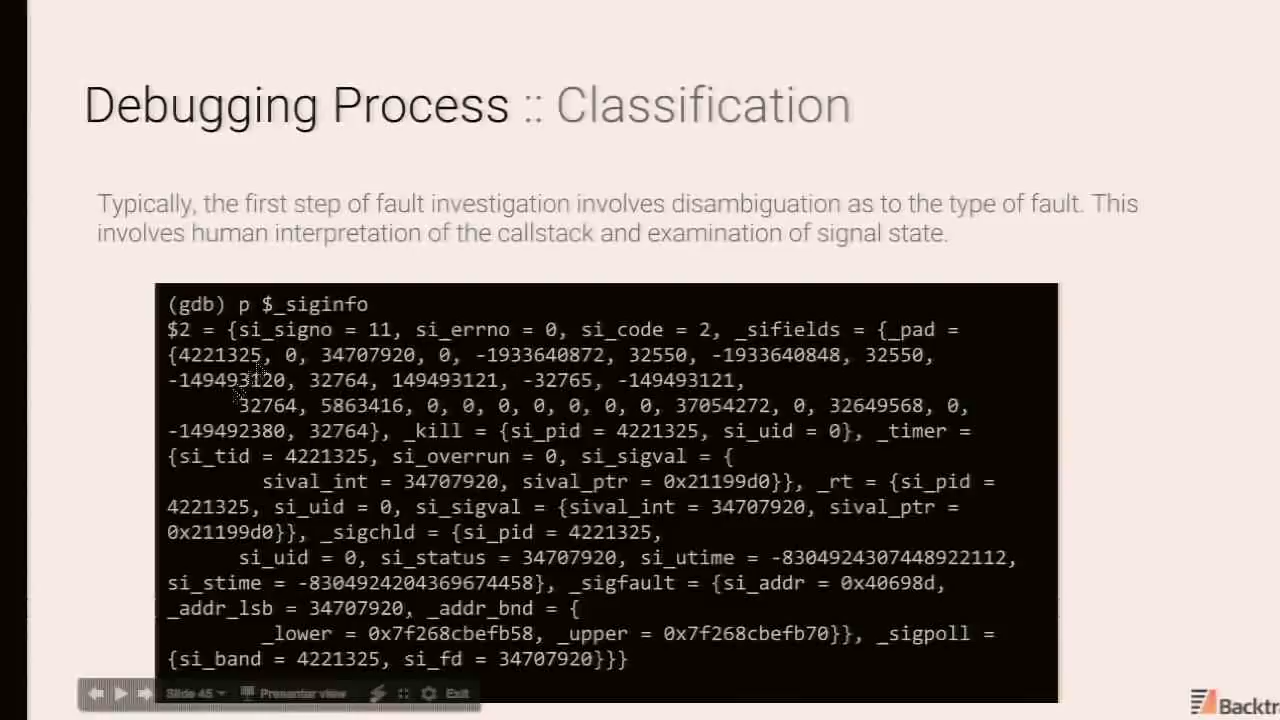 Debugging Process :: Classification
Typically, the first step of fault investigation involves disambiguation as to the type of fault. This
involves human interpretation of the callstack and examination of signal state.
(gdb) p $_siginfo
$2 = {si_signo = 11, si_errno = 0, si_code = 2, _sifields = {_pad =
{4221325, 0, 34707920, 0, -1933640872, 32550, -1933640848, 32550,
-149493120, 32764, 149493121, -32765, -149493121,
32764, 5863416, 0, 0, 0, 0, 0, 0, 37054272, 0, 32649568, 0,
-149492380, 32764}, _kill = {si_pid = 4221325, si_uid = 0}, _timer =
{si_tid = 4221325, si_overrun = 0, si_sigval = {
sival_int = 34707920, sival_ptr = 0x21199d0}}, _rt = {si_pid =
4221325, si_uid = 0, si_sigval = {sival_int = 34707920, sival_ptr =
0x21199d0}}, _sigchld = {si_pid = 4221325,
si_uid = 0, si_status = 34707920, si_utime = -8304924307448922112,
si_stime = -8304924204369674458}, _sigfault = {si_addr = 0x40698d,
_addr_lsb = 34707920, _addr_bnd = {
_lower = 0x7f268cbefb58, _upper = 0x7f268cbefb70}}, _sigpoll =
{si_band = 4221325, si_fd = 34707920}}}
Slide 45 Presenter view Exit
Backtr